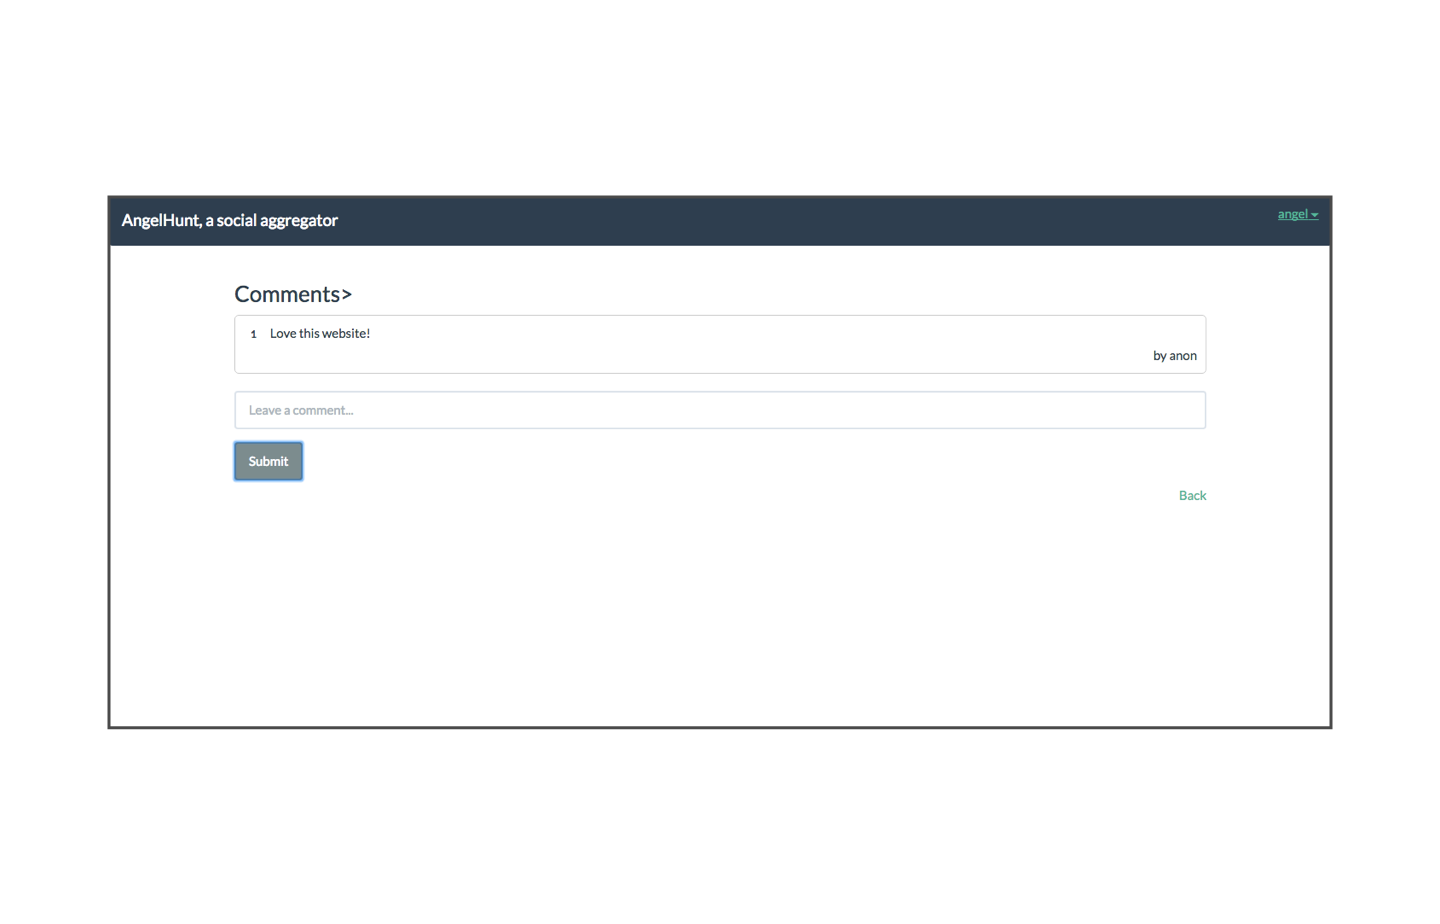 AngelHunt, a social aggregator
angel
Comments>
1 Love this website!
by anon
Leave a comment...
Submit
Back